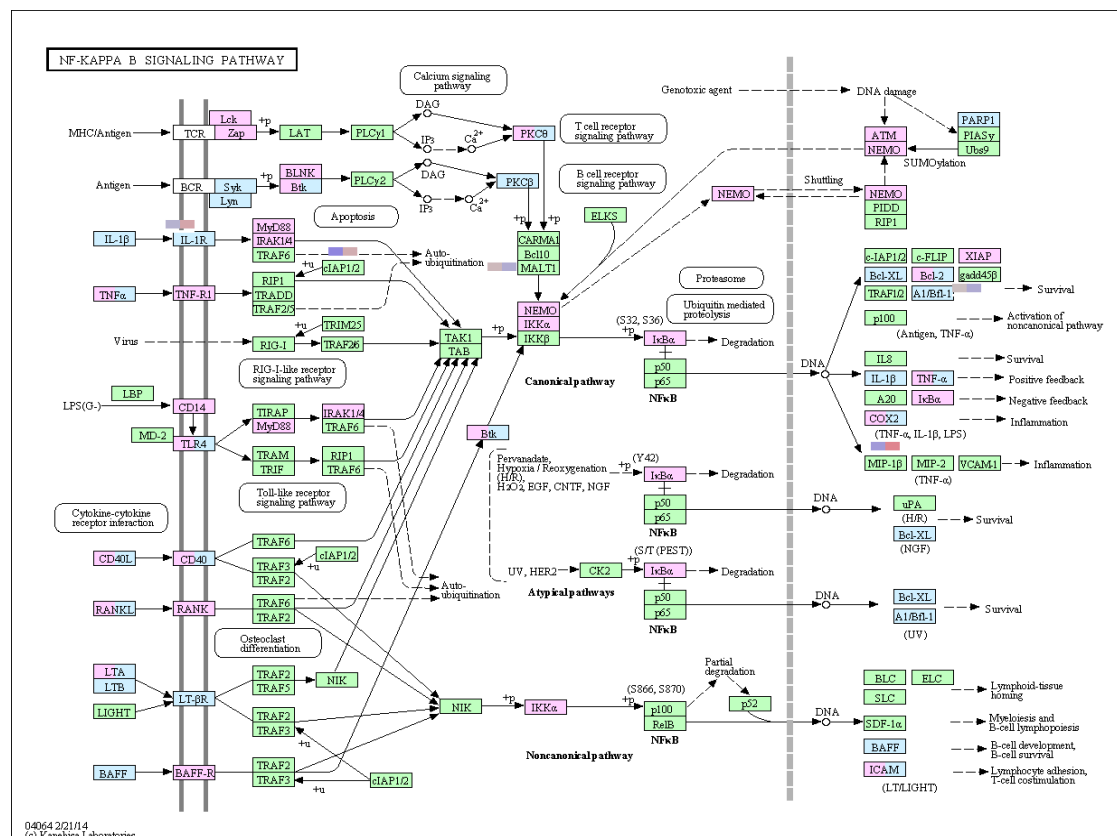 NF-KAPPA B SIGNALING PATHWAY
Calcium signaling
pathway
Genotoxic agent
DNA damage
MHC/Antigen
TCR
Lck
Zap
+p
LAT
PLCγ1
DAG
IP3
Ca2+
PKCθ
T cell receptor
signaling pathway
ATM
NEMO
PARP1
PIASy
Ubs9
SUMOylation
Antigen
BCR
Syk
Lyn
+p
BLNK
Btk
PLCγ2
DAG
IP3
Ca2+
PKCβ
B cell receptor
signaling pathway
Shuttling
NEMO
NEMO
PIDD
RIP1
Apoptosis
+p
+p
ELKS
CARMA1
Bcl10
MALT1
IL-1β
IL-1R
MyD88
IRAK1/4
TRAF6
Auto-
ubiquitination
+u
cIAP1/2
TNFα
TNF-R1
RIP1
TRADD
TRAF2/5
Proteasome
Ubiquitin mediated
proteolysis
c-IAP1/2
c-FLIP
XIAP
Bcl-XL
Bcl-2
gadd45β
TRAF1/2
A1/Bfl-1
Survival
p100
(Antigen, TNF-α)
Activation of
noncanonical pathway
Virus
+u
TRIM25
RIG-I
RIG-I-like receptor
signaling pathway
TAK1
TAB
+p
NEMO
IKKα
IKKβ
(S32, S36)
+p
IκBα
Degradation
p50
p65
NFκB
Canonical pathway
DNA
IL8
Survival
IL-1β
TNF-α
Positive feedback
A20
IκBα
Negative feedback
COX2
Inflammation
(TNF-α, IL-1β, LPS)
MIP-1β
MIP-2
VCAM-1
Inflammation
(TNF-α)
LBP
LPS(G-)
CD14
MD-2
TLR4
TIRAP
MyD88
IRAK1/4
TRAF6
TRAM
TRIF
RIP1
TRAF6
Toll-like receptor
signaling pathway
Btk
Pervanadate,
Hypoxia / Reoxygenation
(H/R),
H2O2, EGF, CNTF, NGF
(Y42)
+p
IκBα
Degradation
p50
p65
NFκB
DNA
uPA
(H/R)
Bcl-XL
(NGF)
Survival
Cytokine-cytokine
receptor interaction
CD40L
CD40
TRAF6
TRAF3
TRAF2
+u
cIAP1/2
Auto-
ubiquitination
RANKL
RANK
TRAF6
TRAF2
UV, HER2
CK2
(S/T (PEST))
+p
IκBα
Degradation
Atypical pathways
p50
p65
NFκB
DNA
Bcl-XL
A1/Bfl-1
(UV)
Survival
Osteoclast
differentiation
LTA
LTB
LIGHT
LT-βR
TRAF2
TRAF5
NIK
TRAF2
TRAF3
+u
NIK
+p
IKKα
(S866, S870)
+p
p100
RelB
NFκB
Partial
degradation
p52
Noncanonical pathway
DNA
BLC
ELC
SLC
Lymphoid-tissue
homing
SDF-1α
Myeloiesis and
B-cell lymphopoiesis
BAFF
B-cell development,
B-cell survival
ICAM
Lymphocyte adhesion,
T-cell costimulation
(LT/LIGHT)
BAFF
BAFF-R
TRAF2
TRAF3
+u
cIAP1/2
04064 2/21/14
(c) Kanehisa Laboratories